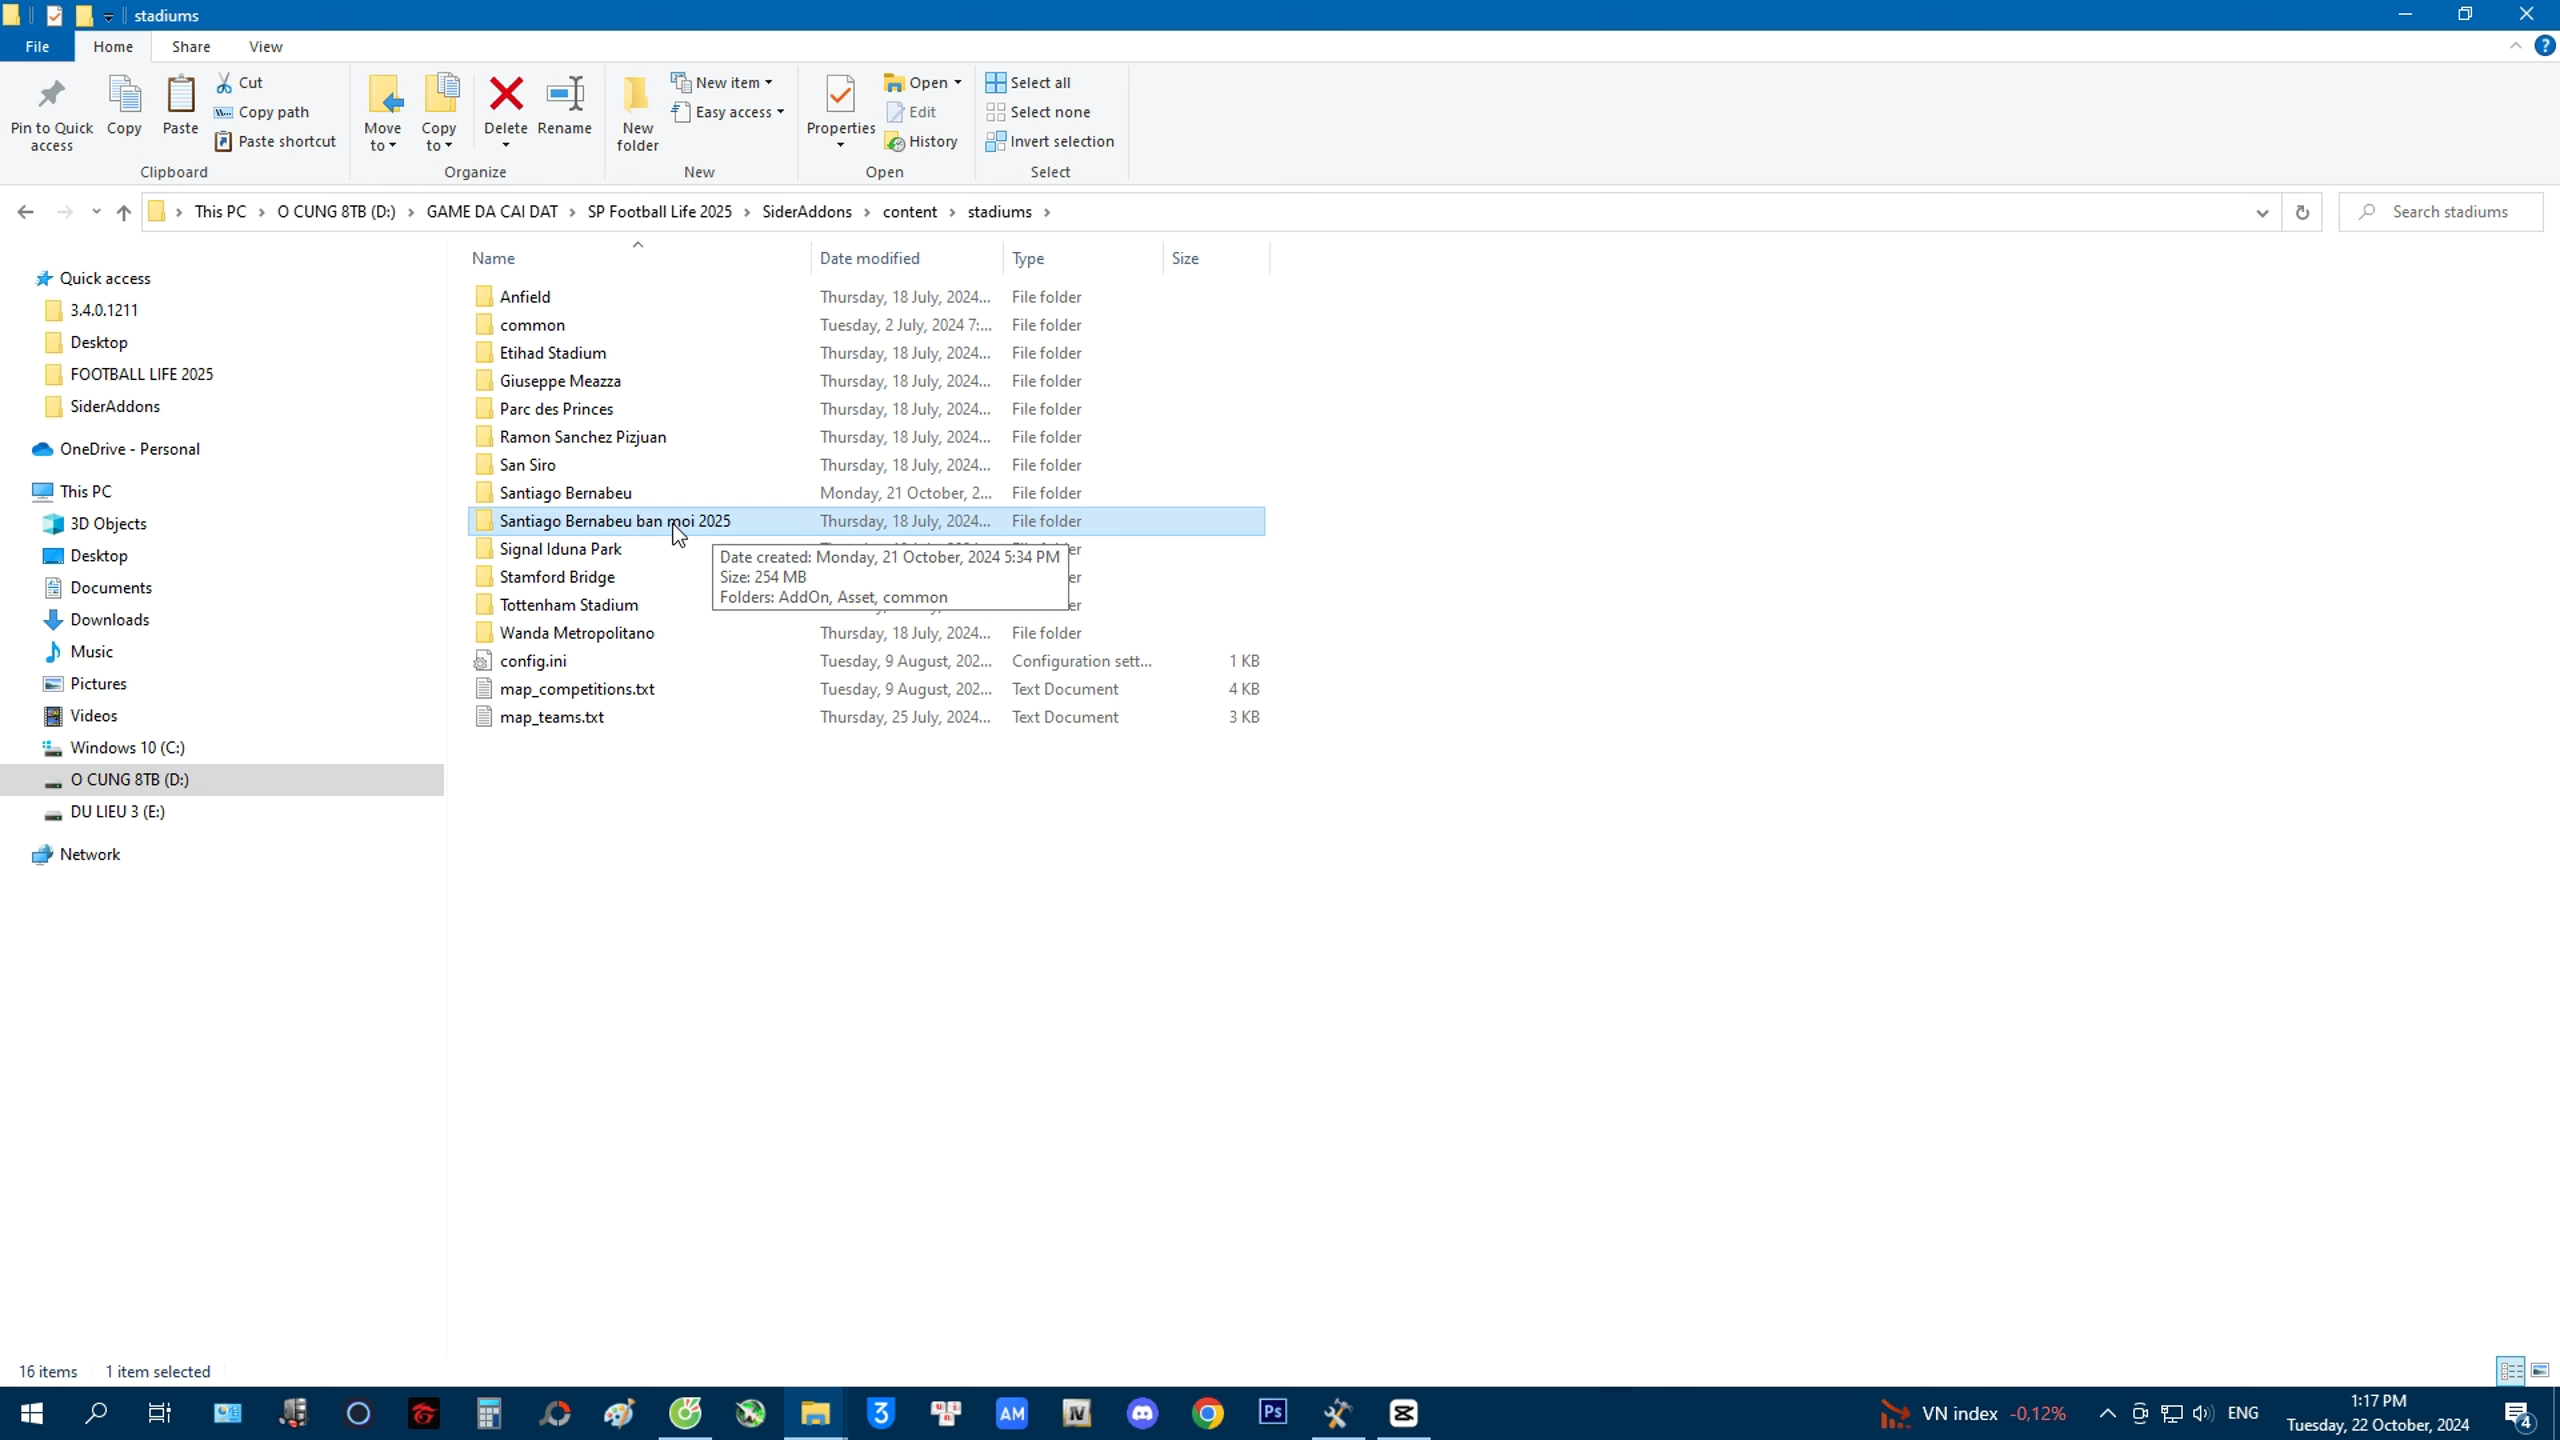 stadiums
File Home Share View
Pin to Quick access
Copy
Paste
Cut
Copy path
Paste shortcut
Clipboard
Move to
Copy to
Delete
Rename
Organize
New folder
New item
Easy access
New
Properties
Open
Edit
History
Open
Select all
Select none
Invert selection
Select
This PC › O CUNG 8TB (D:) › GAME DA CAI DAT › SP Football Life 2025 › SiderAddons › content › stadiums ›
Search stadiums
Quick access
3.4.0.1211
Desktop
FOOTBALL LIFE 2025
SiderAddons
OneDrive - Personal
This PC
3D Objects
Desktop
Documents
Downloads
Music
Pictures
Videos
Windows 10 (C:)
O CUNG 8TB (D:)
DU LIEU 3 (E:)
Network
Name Date modified Type Size
Anfield Thursday, 18 July, 2024... File folder
common Tuesday, 2 July, 2024 7:... File folder
Etihad Stadium Thursday, 18 July, 2024... File folder
Giuseppe Meazza Thursday, 18 July, 2024... File folder
Parc des Princes Thursday, 18 July, 2024... File folder
Ramon Sanchez Pizjuan Thursday, 18 July, 2024... File folder
San Siro Thursday, 18 July, 2024... File folder
Santiago Bernabeu Monday, 21 October, 2... File folder
Santiago Bernabeu ban moi 2025 Thursday, 18 July, 2024... File folder
Signal Iduna Park
Stamford Bridge
Tottenham Stadium
Date created: Monday, 21 October, 2024 5:34 PM
Size: 254 MB
Folders: AddOn, Asset, common
Wanda Metropolitano Thursday, 18 July, 2024... File folder
config.ini Tuesday, 9 August, 202... Configuration sett... 1 KB
map_competitions.txt Tuesday, 9 August, 202... Text Document 4 KB
map_teams.txt Thursday, 25 July, 2024... Text Document 3 KB
16 items 1 item selected
3
AM
IV
Ps
VN index -0,12%
ENG
1:17 PM
Tuesday, 22 October, 2024
4